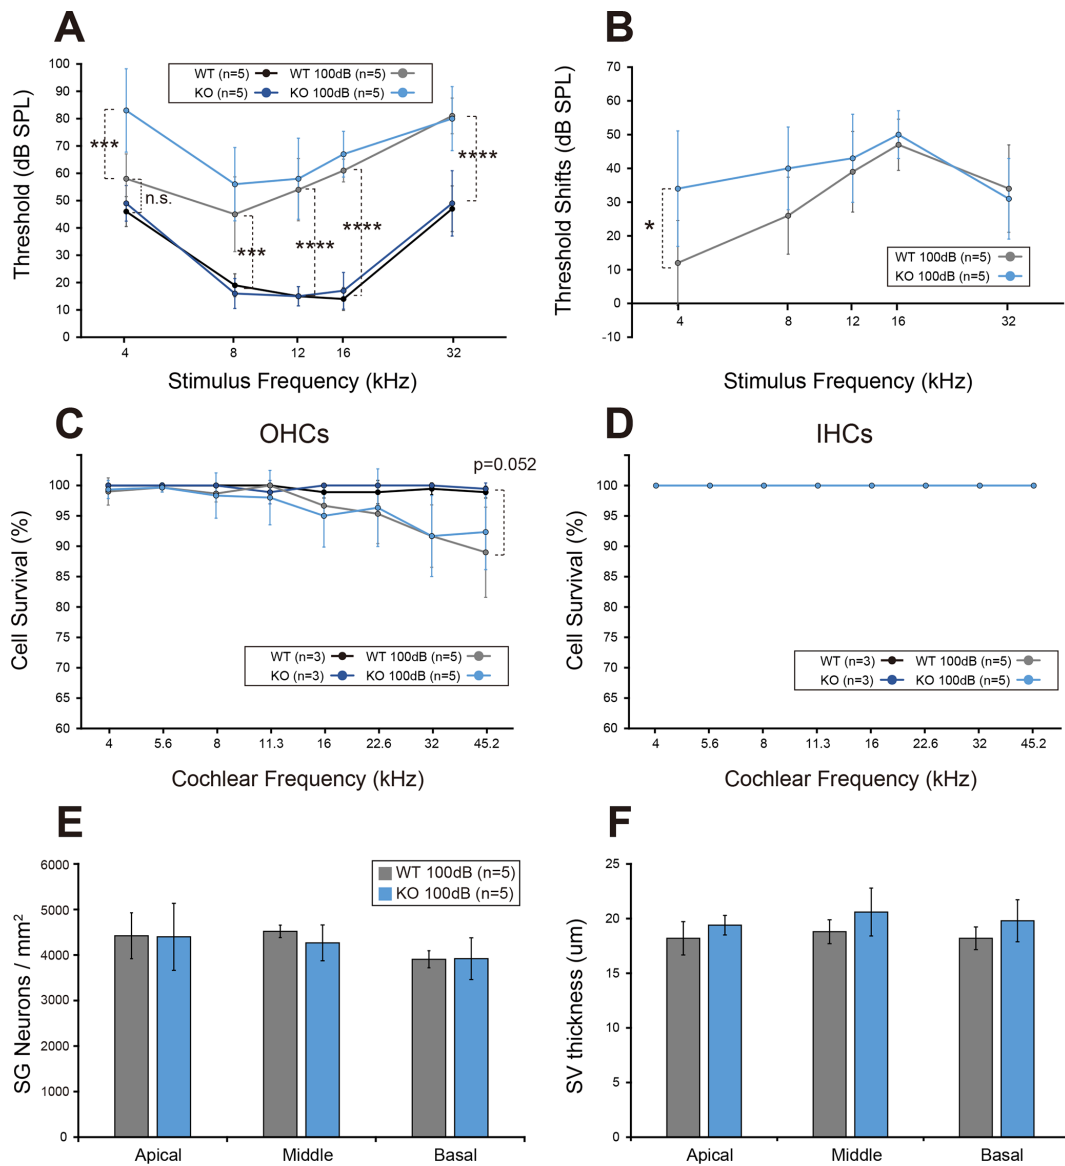 A
100
90
80
70
60
50
40
30
20
10
0
Threshold (dB SPL)
WT (n=5) WT 100dB (n=5)
KO (n=5) KO 100dB (n=5)
***
n.s.
***
****
****
****
4 8 12 16 32
Stimulus Frequency (kHz)
B
70
60
50
40
30
20
10
0
-10
Threshold Shifts (dB SPL)
*
WT 100dB (n=5)
KO 100dB (n=5)
4 8 12 16 32
Stimulus Frequency (kHz)
C
OHCs
p=0.052
100
95
90
85
80
75
70
65
60
Cell Survival (%)
WT (n=3) WT 100dB (n=5)
KO (n=3) KO 100dB (n=5)
4 5.6 8 11.3 16 22.6 32 45.2
Cochlear Frequency (kHz)
D
IHCs
100
95
90
85
80
75
70
65
60
Cell Survival (%)
WT (n=3) WT 100dB (n=5)
KO (n=3) KO 100dB (n=5)
4 5.6 8 11.3 16 22.6 32 45.2
Cochlear Frequency (kHz)
E
6000
5000
4000
3000
2000
1000
0
SG Neurons / mm2
WT 100dB (n=5)
KO 100dB (n=5)
Apical Middle Basal
F
25
20
15
10
5
0
SV thickness (um)
Apical Middle Basal